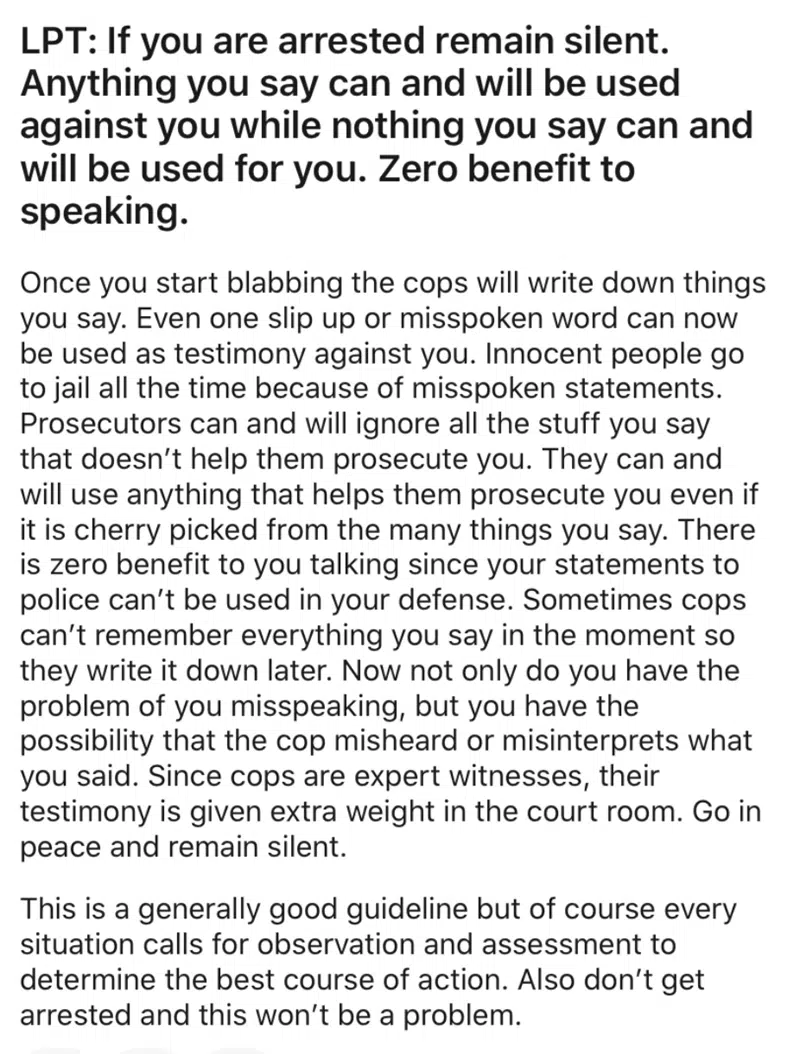 LPT: If you are arrested remain silent.
Anything you say can and will be used
against you while nothing you say can and
will be used for you. Zero benefit to
speaking.
Once you start blabbing the cops will write down things
you say. Even one slip up or misspoken word can now
be used as testimony against you. Innocent people go
to jail all the time because of misspoken statements.
Prosecutors can and will ignore all the stuff you say
that doesn’t help them prosecute you. They can and
will use anything that helps them prosecute you even if
it is cherry picked from the many things you say. There
is zero benefit to you talking since your statements to
police can’t be used in your defense. Sometimes cops
can’t remember everything you say in the moment so
they write it down later. Now not only do you have the
problem of you misspeaking, but you have the
possibility that the cop misheard or misinterprets what
you said. Since cops are expert witnesses, their
testimony is given extra weight in the court room. Go in
peace and remain silent.
This is a generally good guideline but of course every
situation calls for observation and assessment to
determine the best course of action. Also don’t get
arrested and this won’t be a problem.